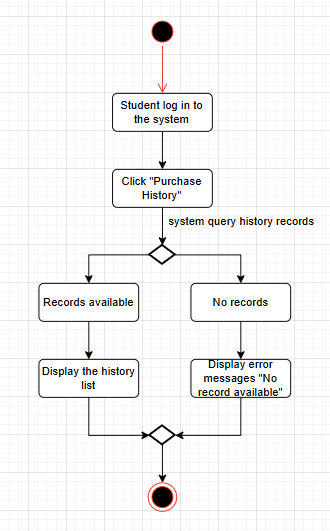 Student log in to
the system
Click "Purchase
History"
system query history records
Records available
No records
Display the history
list
Display error
messages "No
record available"